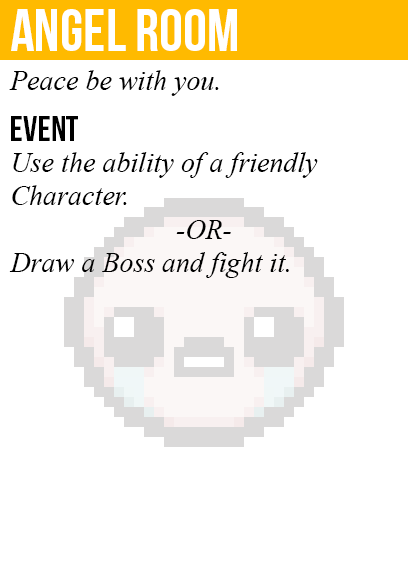 ANGEL ROOM
Peace be with you.
EVENT
Use the ability of a friendly
Character.
-OR-
Draw a Boss and fight it.